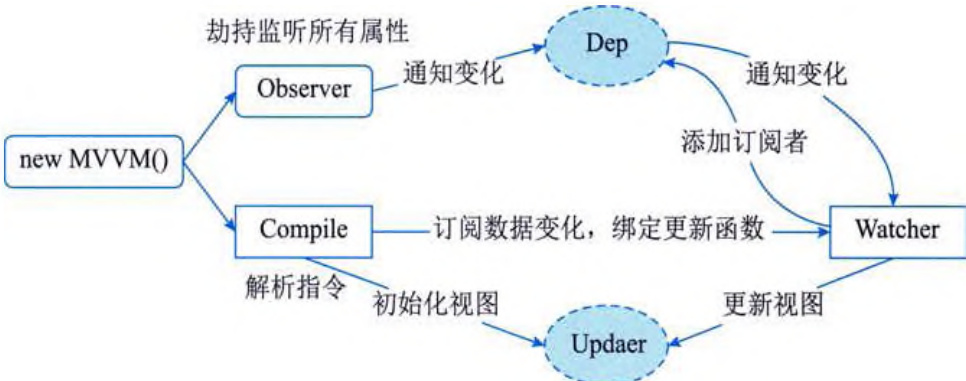 劫持监听所有属性
Dep
Observer
通知变化
通知变化
添加订阅者
new MVVM()
Compile
订阅数据变化，绑定更新函数
Watcher
解析指令
初始化视图
更新视图
Updaer